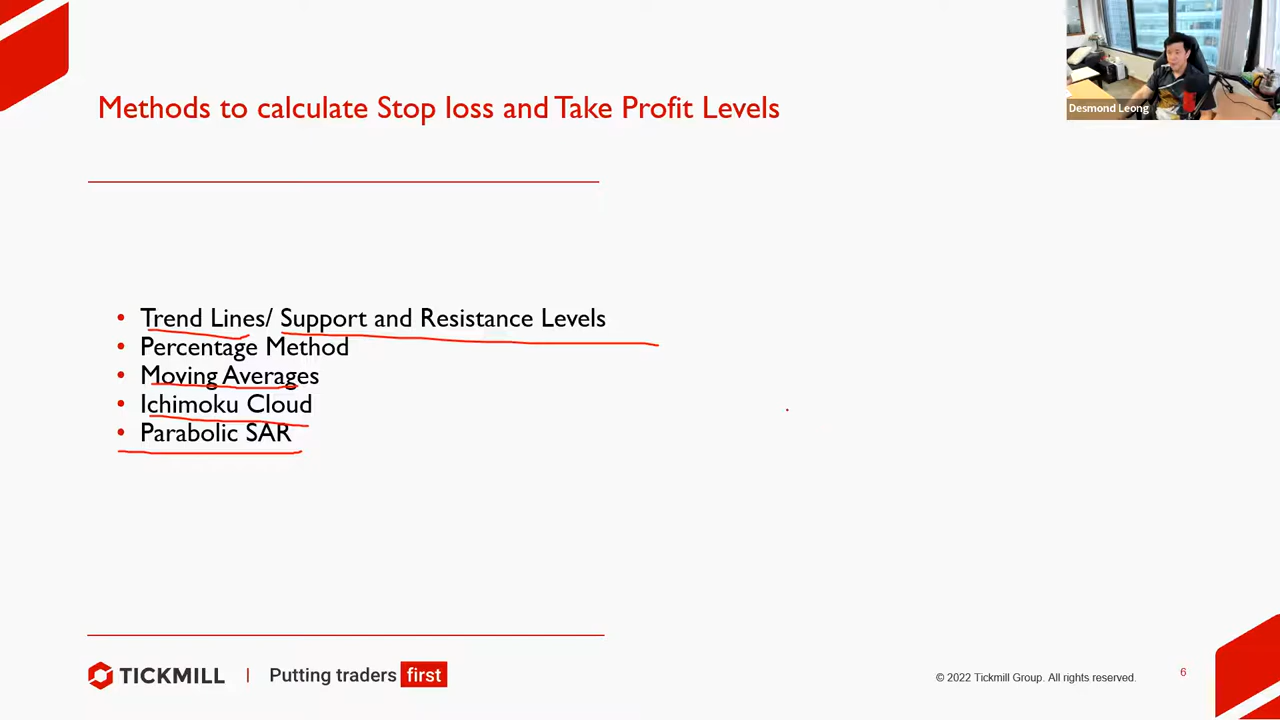 Desmond Leong
Methods to calculate Stop loss and Take Profit Levels
• Trend Lines/ Support and Resistance Levels
• Percentage Method
• Moving Averages
• Ichimoku Cloud
• Parabolic SAR
TICKMILL | Putting traders first
© 2022 Tickmill Group. All rights reserved.
6